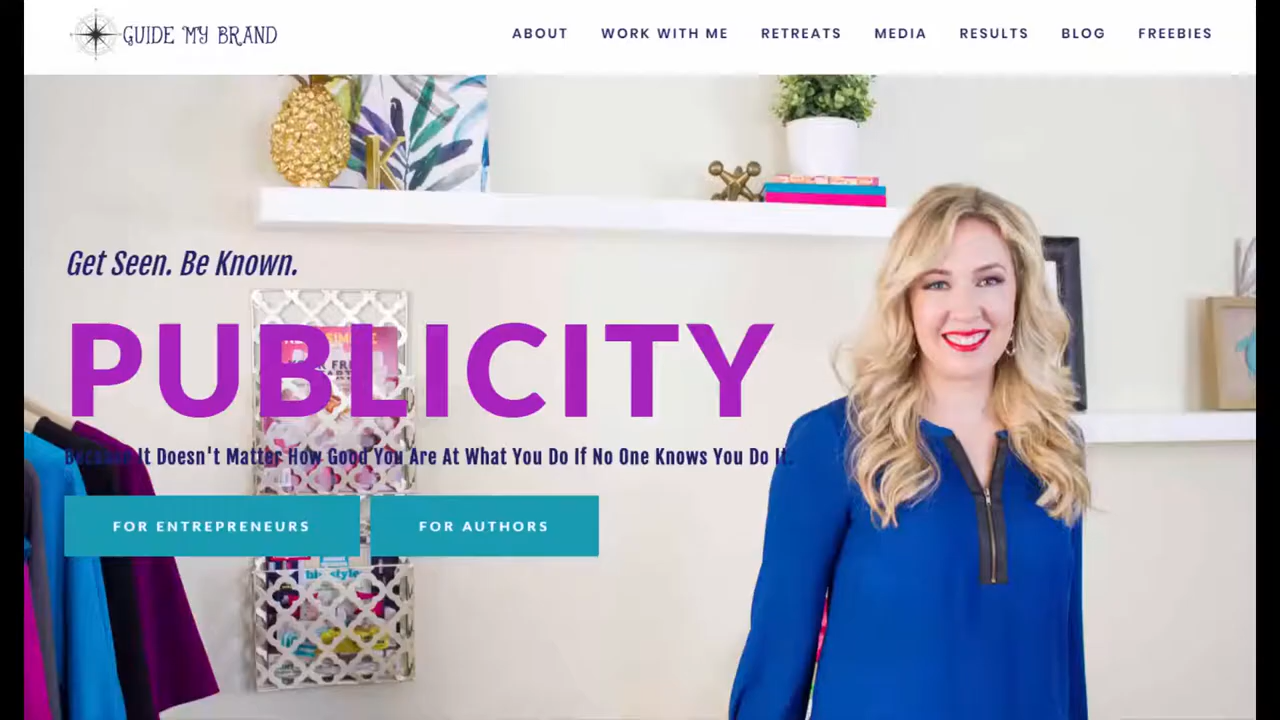 GUIDE MY BRAND
ABOUT WORK WITH ME RETREATS MEDIA RESULTS BLOG FREEBIES
K
Get Seen. Be Known.
PUBLICITY
Because It Doesn't Matter How Good You Are At What You Do If No One Knows You Do It.
FOR ENTREPRENEURS FOR AUTHORS